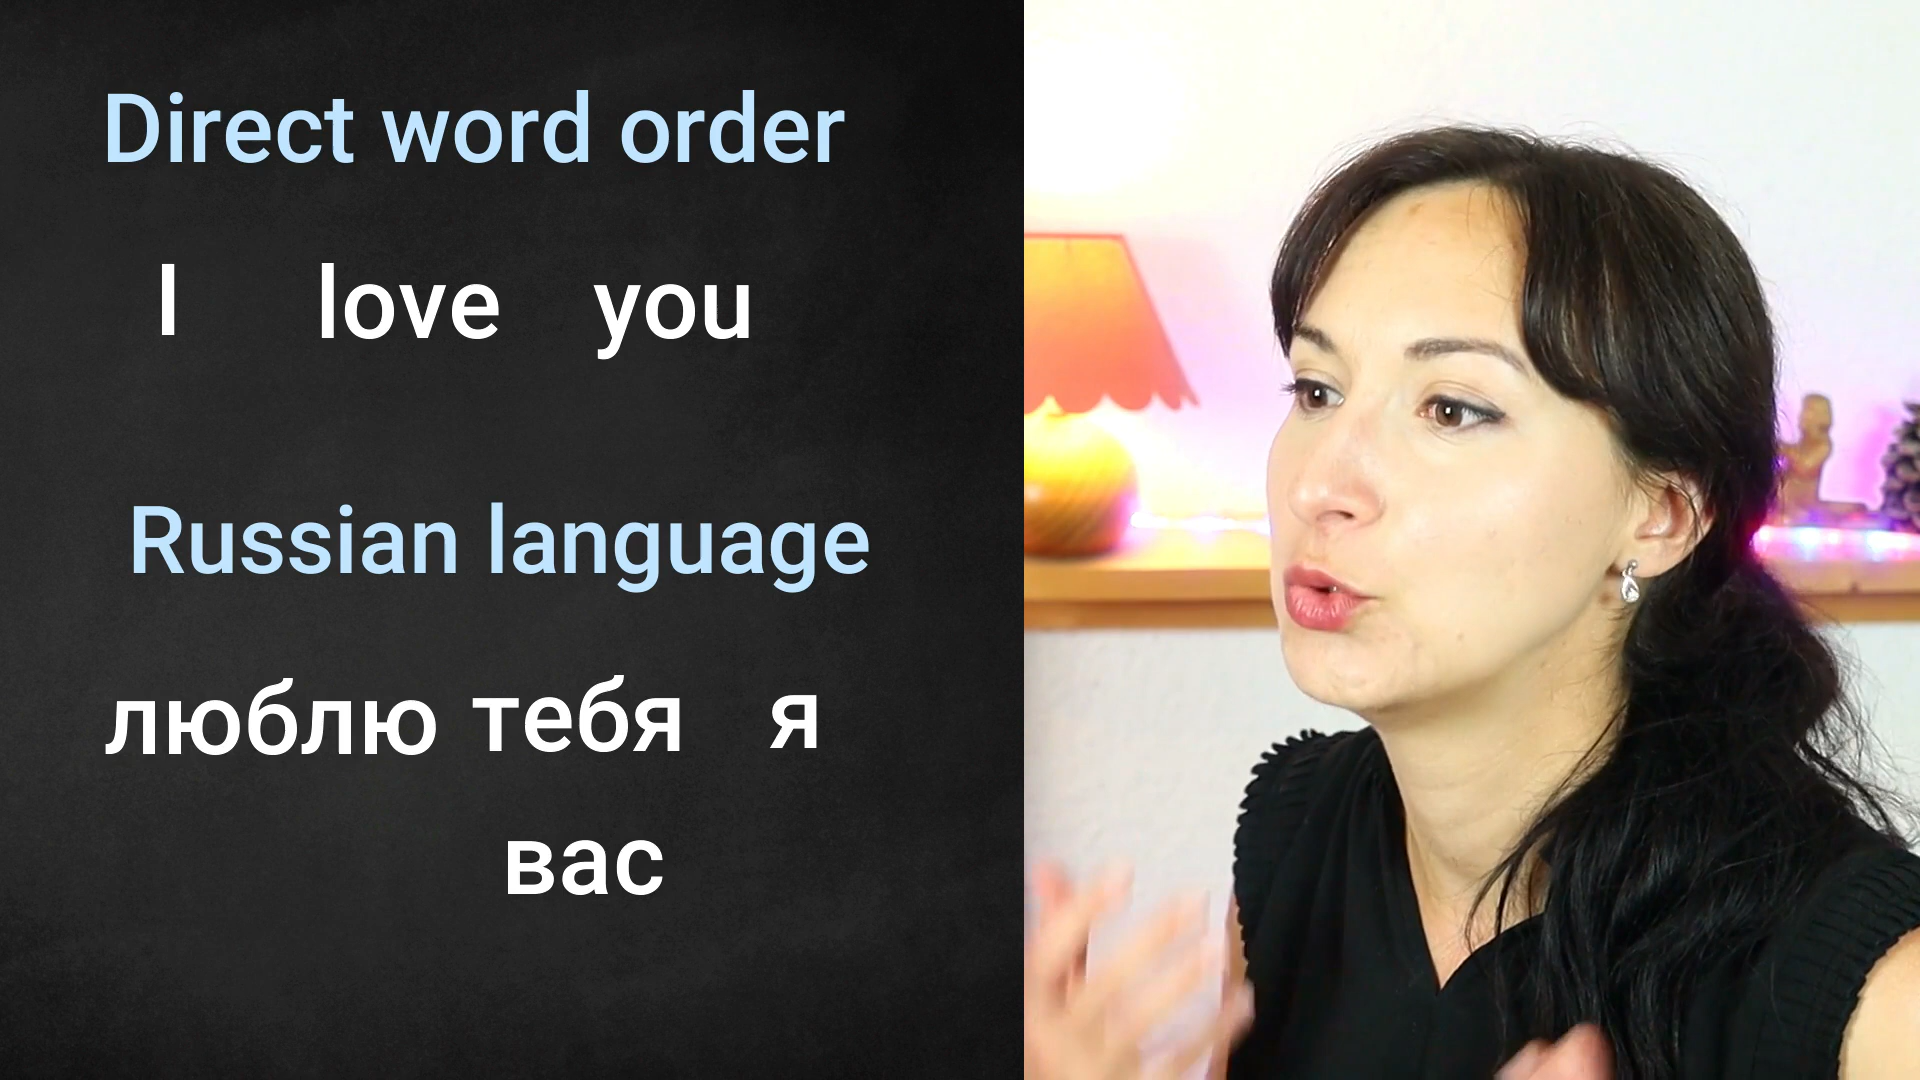 Direct word order
I love you
Russian language
люблю тебя я
вас